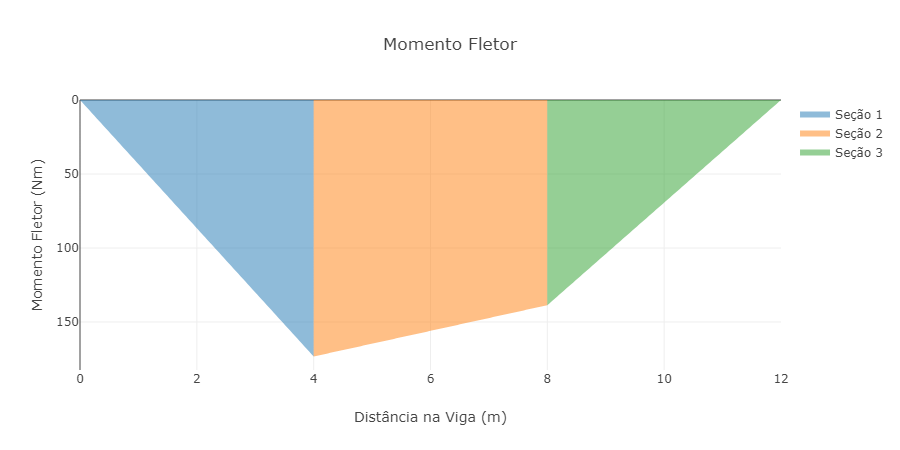 Momento Fletor
0
50
100
150
Momento Fletor (Nm)
0 2 4 6 8 10 12
Distância na Viga (m)
Seção 1
Seção 2
Seção 3